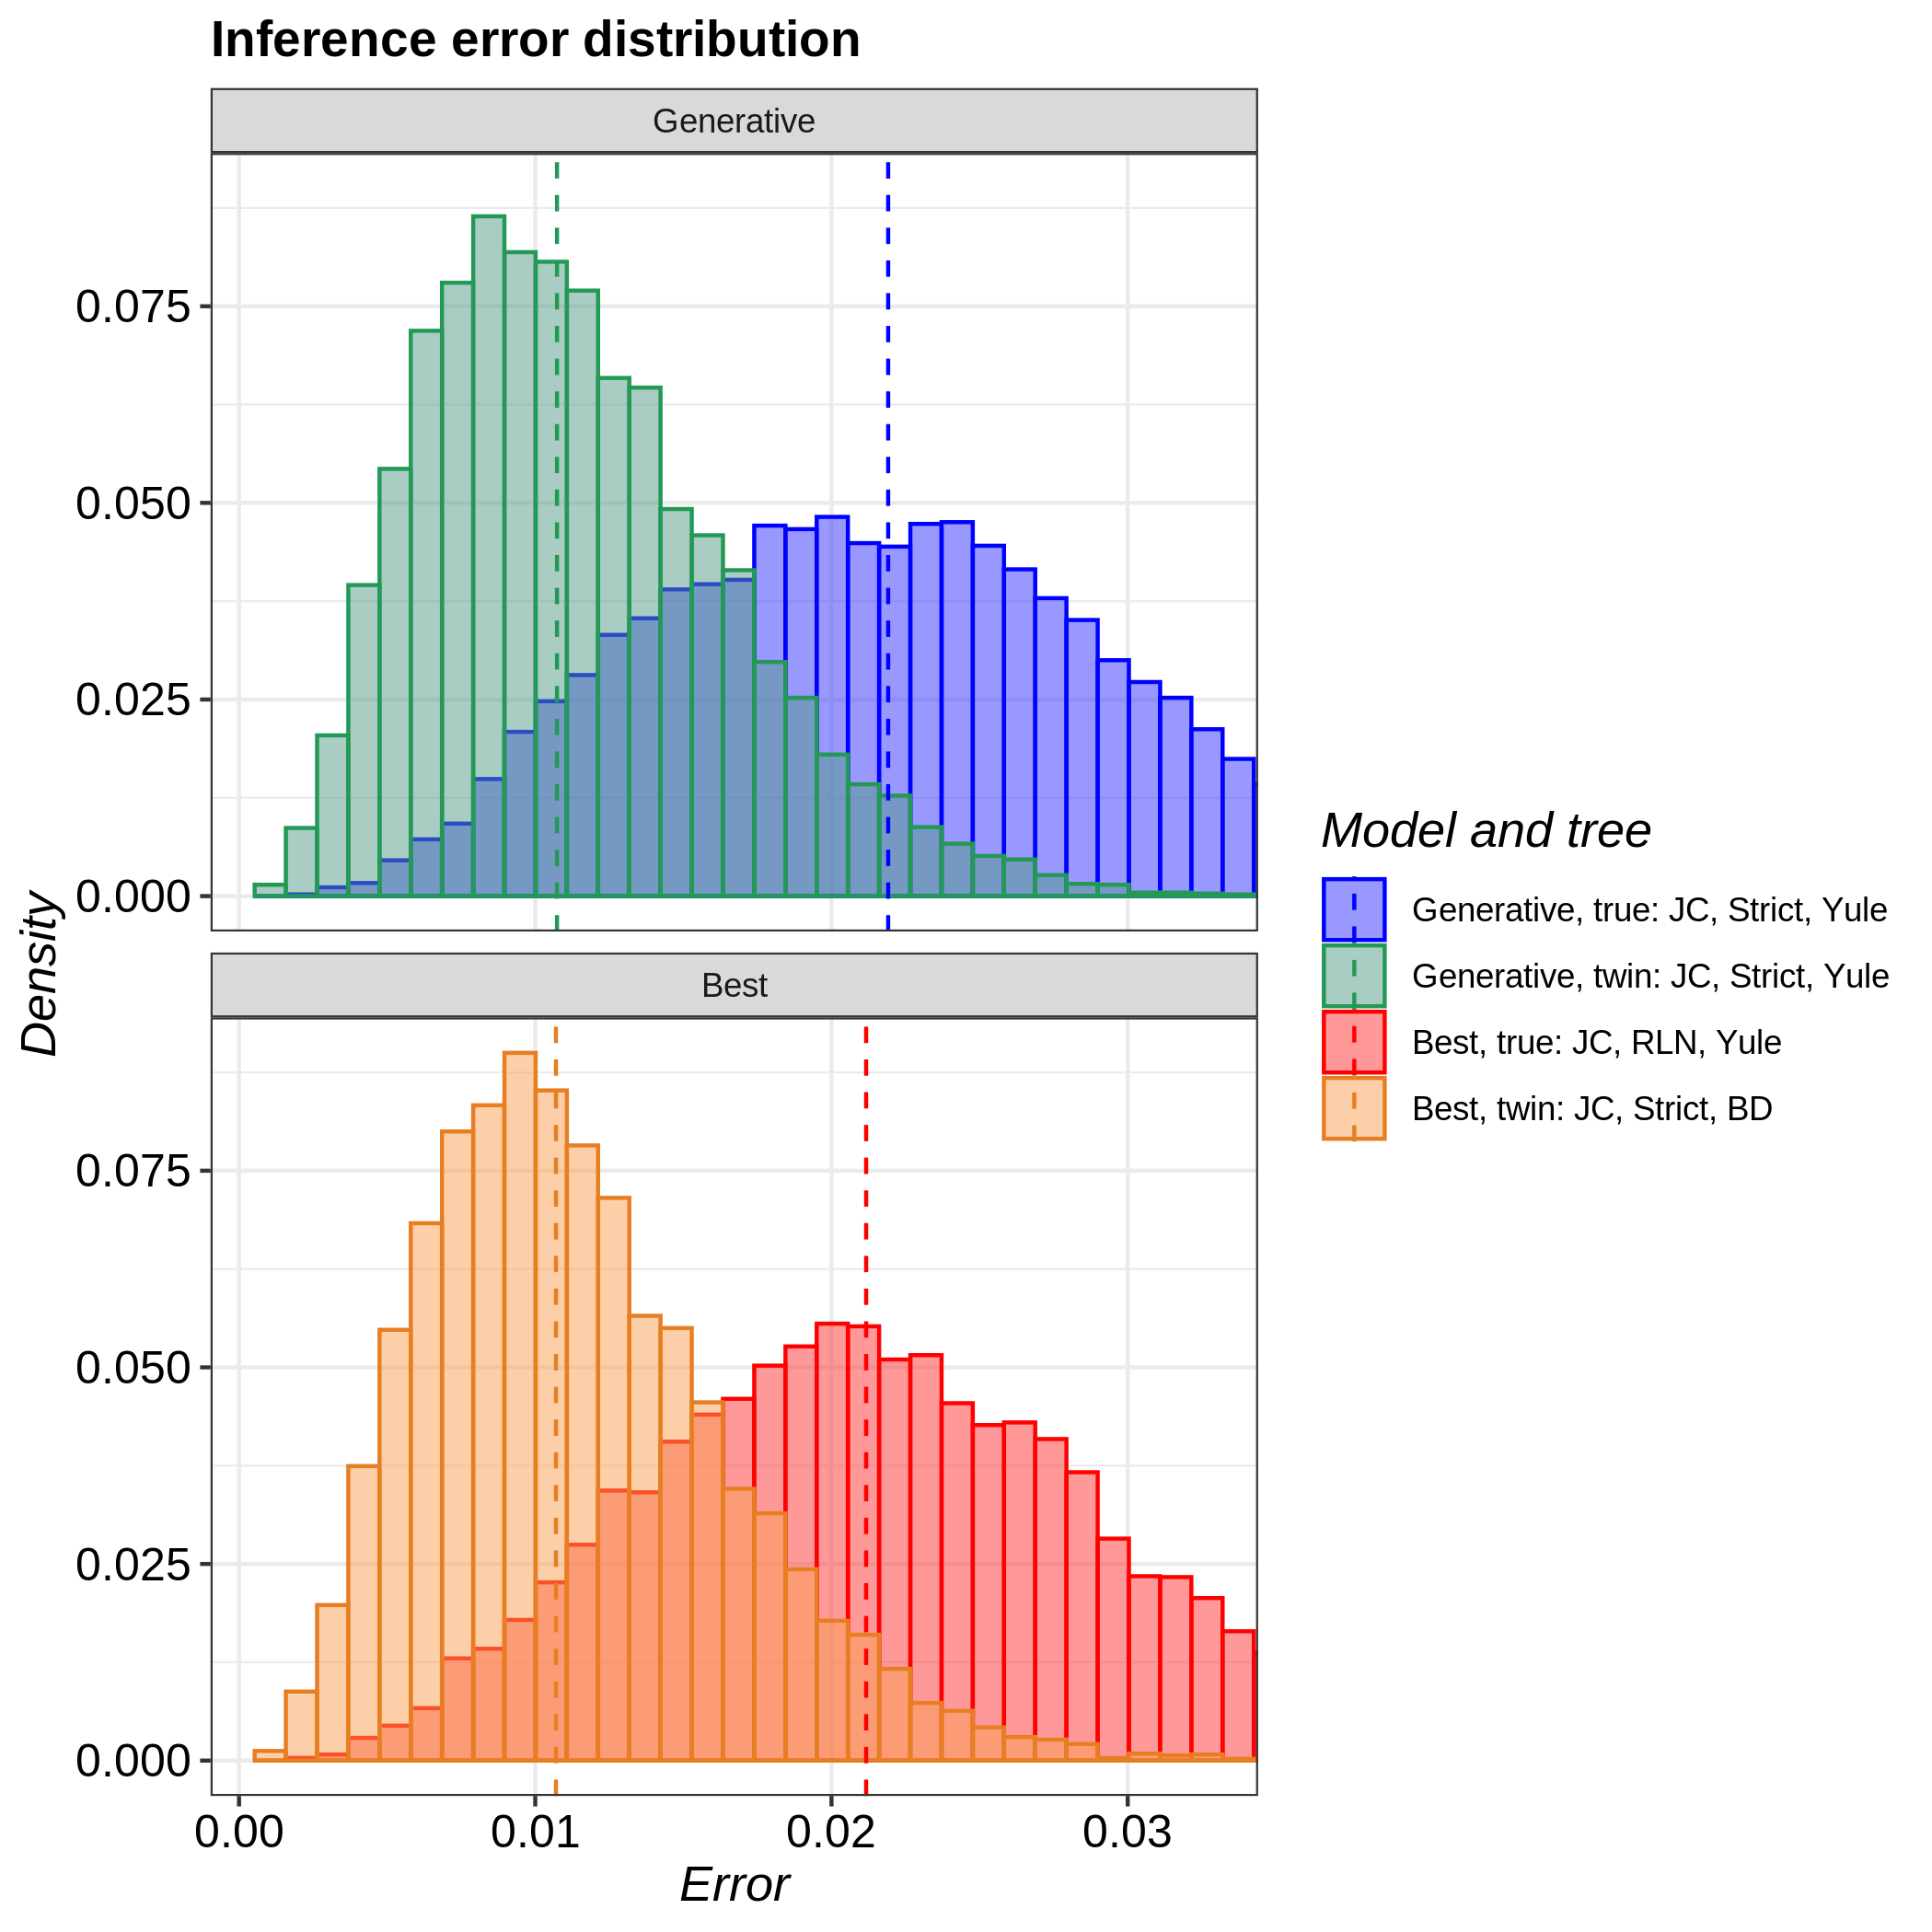 Inference error distribution
Generative
0.075
0.050
0.025
0.000
Best
0.075
0.050
0.025
0.000
0.00 0.01 0.02 0.03
Error
Density
Model and tree
Generative, true: JC, Strict, Yule
Generative, twin: JC, Strict, Yule
Best, true: JC, RLN, Yule
Best, twin: JC, Strict, BD